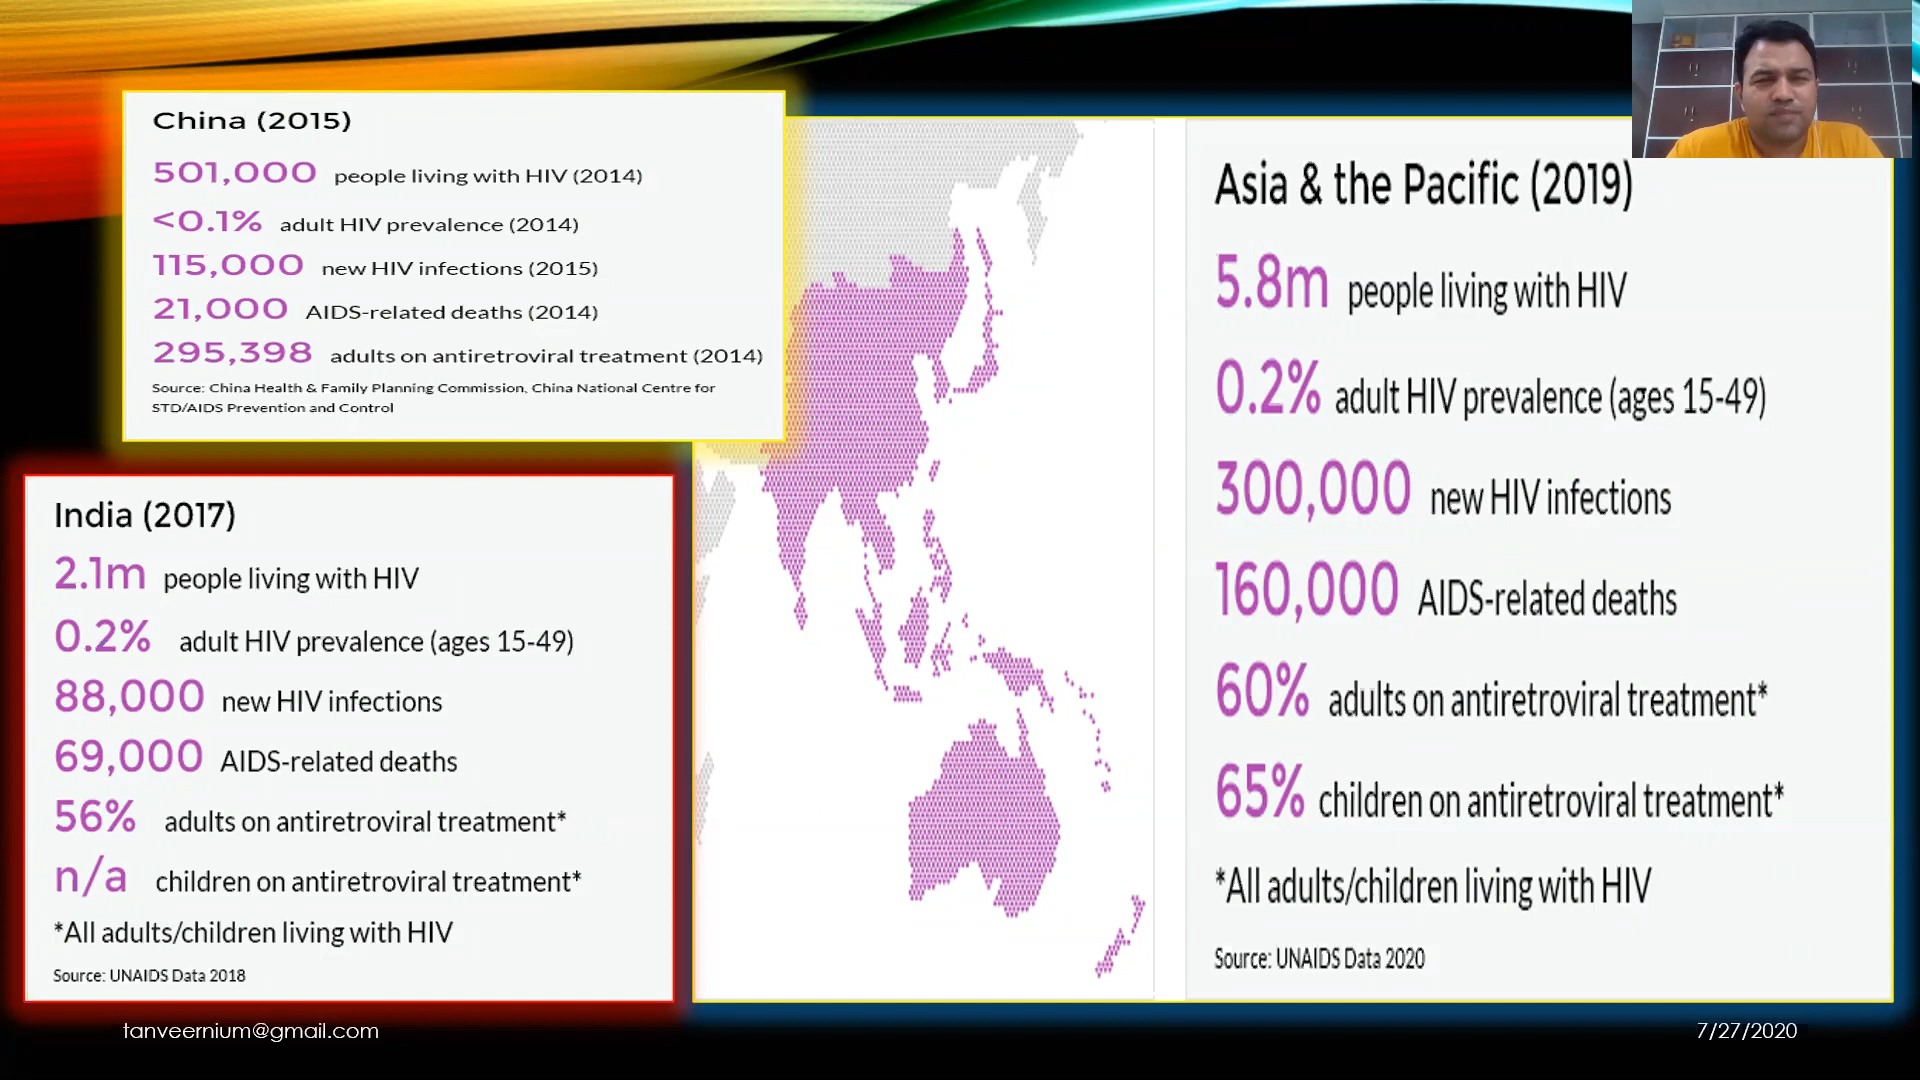 China (2015)
501,000 people living with HIV (2014)
<0.1% adult HIV prevalence (2014)
115,000 new HIV infections (2015)
21,000 AIDS-related deaths (2014)
295,398 adults on antiretroviral treatment (2014)
Source: China Health & Family Planning Commission, China National Centre for
STD/AIDS Prevention and Control
India (2017)
2.1m people living with HIV
0.2% adult HIV prevalence (ages 15-49)
88,000 new HIV infections
69,000 AIDS-related deaths
56% adults on antiretroviral treatment*
n/a children on antiretroviral treatment*
*All adults/children living with HIV
Source: UNAIDS Data 2018
Asia & the Pacific (2019)
5.8m people living with HIV
0.2% adult HIV prevalence (ages 15-49)
300,000 new HIV infections
160,000 AIDS-related deaths
60% adults on antiretroviral treatment*
65% children on antiretroviral treatment*
*All adults/children living with HIV
Source: UNAIDS Data 2020
tanveernium@gmail.com
7/27/2020